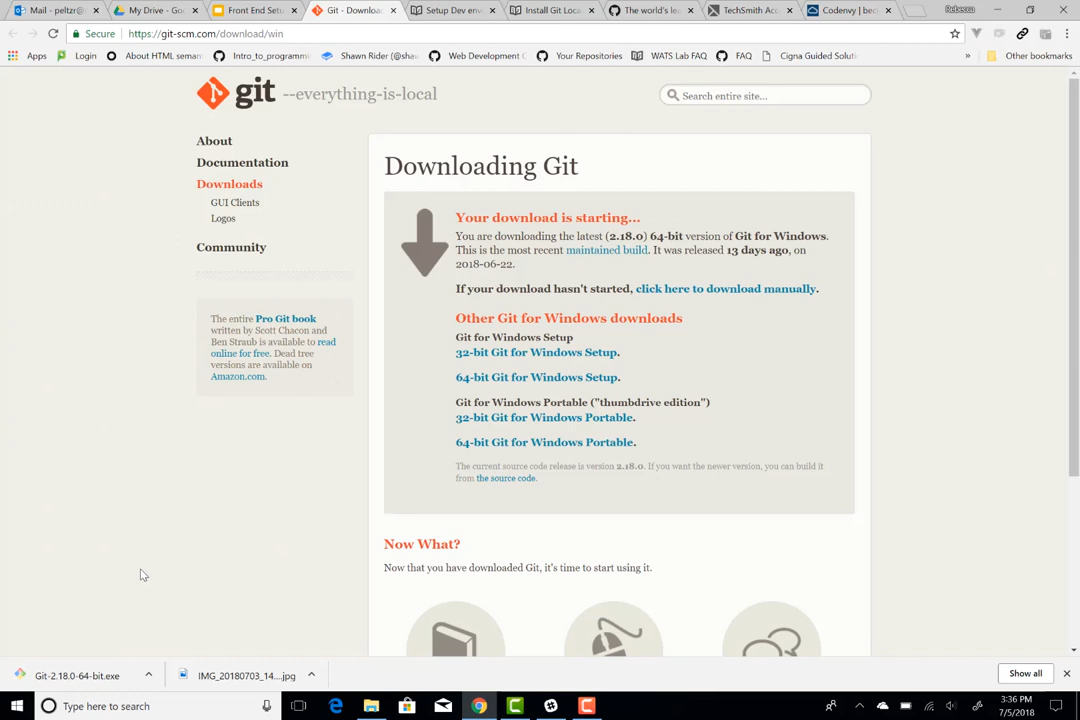 Mail - peltzr@
My Drive - Goo
Front End Setu
Git - Download
Setup Dev env
Install Git Loca
The world's lea
TechSmith Acc
Codenvy | bec
Rebecca
Secure
https://git-scm.com/download/win
Apps
Login
About HTML semant
Intro_to_programmi
Shawn Rider (@shaw
Web Development C
Your Repositories
WATS Lab FAQ
FAQ
Cigna Guided Soluti
»
Other bookmarks
git --everything-is-local
Search entire site...
About
Documentation
Downloads
GUI Clients
Logos
Community
The entire Pro Git book
written by Scott Chacon and
Ben Straub is available to read
online for free. Dead tree
versions are available on
Amazon.com.
Downloading Git
Your download is starting...
You are downloading the latest (2.18.0) 64-bit version of Git for Windows.
This is the most recent maintained build. It was released 13 days ago, on
2018-06-22.
If your download hasn't started, click here to download manually.
Other Git for Windows downloads
Git for Windows Setup
32-bit Git for Windows Setup.
64-bit Git for Windows Setup.
Git for Windows Portable ("thumbdrive edition")
32-bit Git for Windows Portable.
64-bit Git for Windows Portable.
The current source code release is version 2.18.0. If you want the newer version, you can build it
from the source code.
Now What?
Now that you have downloaded Git, it's time to start using it.
Git-2.18.0-64-bit.exe
IMG_20180703_14....jpg
Show all
Type here to search
3:36 PM
7/5/2018